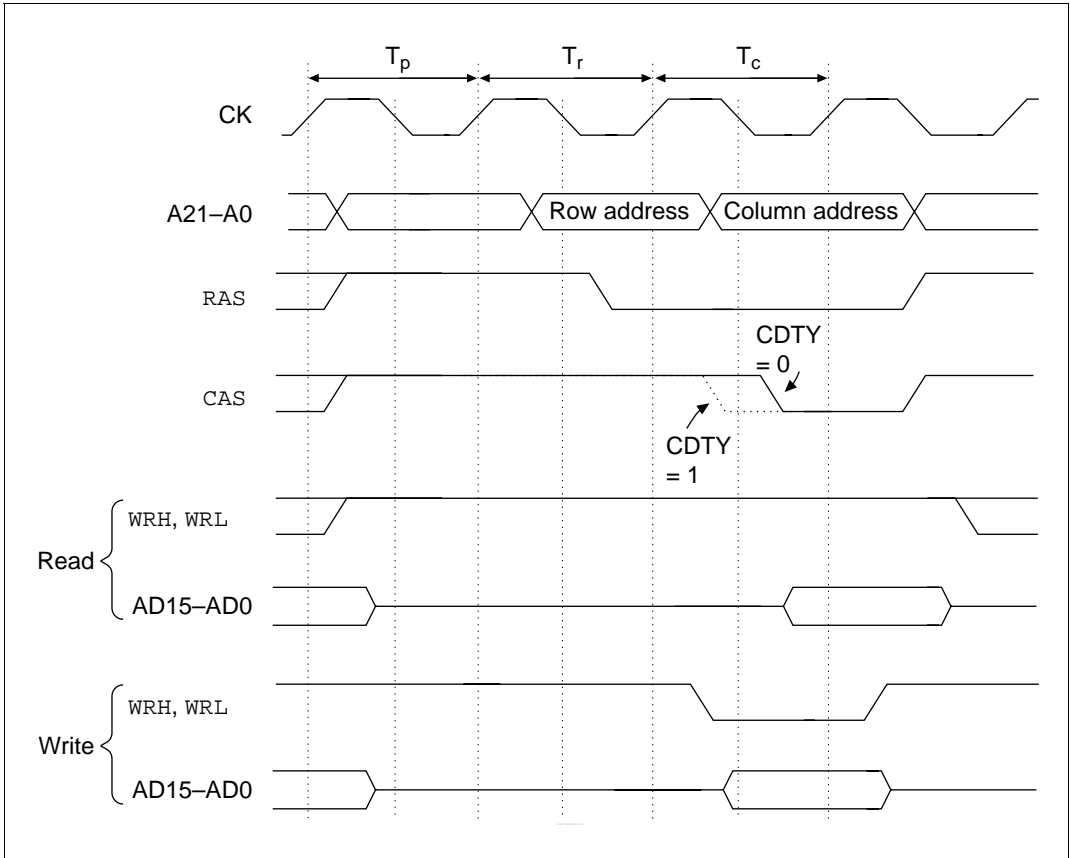 Tp Tr Tc
CK
A21–A0 Row address Column address
RAS
CDTY
= 0
CAS
CDTY
= 1
Read
WRH, WRL
AD15–AD0
Write
WRH, WRL
AD15–AD0